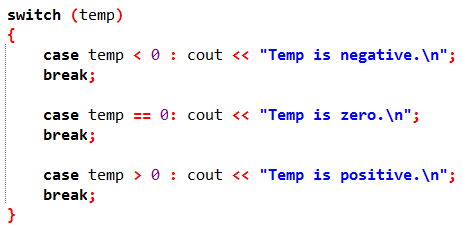 switch (temp)
{
case temp < 0 : cout << "Temp is negative.\n";
break;
case temp == 0: cout << "Temp is zero.\n";
break;
case temp > 0 : cout << "Temp is positive.\n";
break;
}